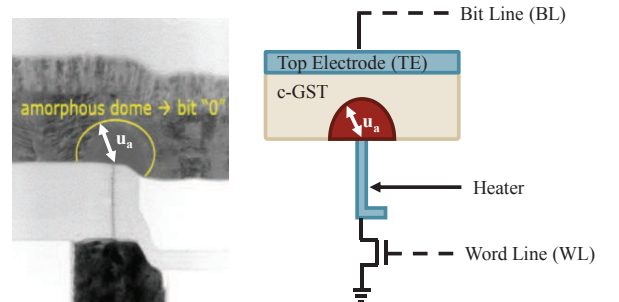 amorphous dome → bit "0"
uₐ
Bit Line (BL)
Top Electrode (TE)
c-GST
uₐ
Heater
Word Line (WL)